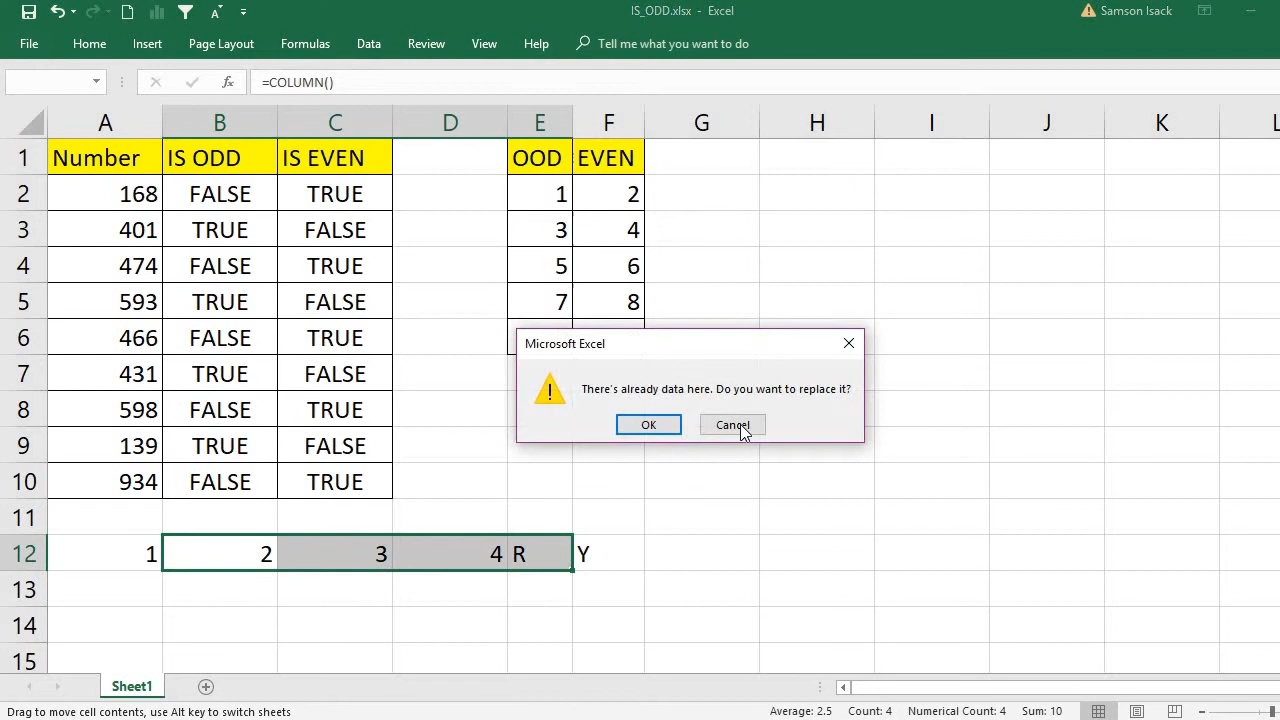 IS_ODD.xlsx - Excel
Samson Isack
File Home Insert Page Layout Formulas Data Review View Help Tell me what you want to do
fx =COLUMN()
A B C D E F G H I J K L
1 Number IS ODD IS EVEN OOD EVEN
2 168 FALSE TRUE 1 2
3 401 TRUE FALSE 3 4
4 474 FALSE TRUE 5 6
5 593 TRUE FALSE 7 8
6 466 FALSE TRUE
Microsoft Excel
7 431 TRUE FALSE
There's already data here. Do you want to replace it?
8 598 FALSE TRUE
OK Cancel
9 139 TRUE FALSE
10 934 FALSE TRUE
11
12 1 2 3 4 R Y
13
14
15
Sheet1
Drag to move cell contents, use Alt key to switch sheets Average: 2.5 Count: 4 Numerical Count: 4 Sum: 10